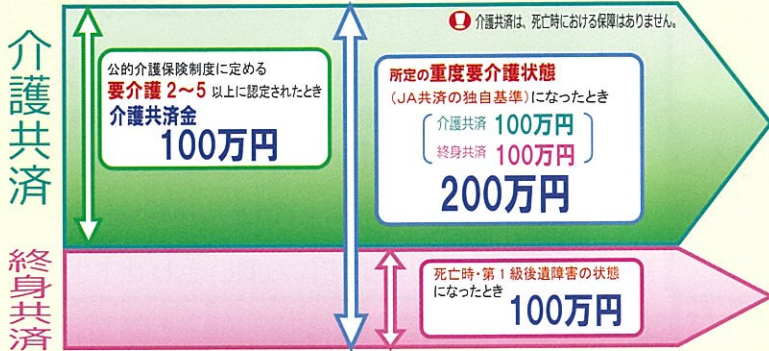 介護共済
! 介護共済は、死亡時における保障はありません。
公的介護保険制度に定める
要介護 2～5 以上に認定されたとき
介護共済金
100万円
所定の重度要介護状態
(JA共済の独自基準)になったとき
介護共済 100万円
終身共済 100万円
200万円
終身共済
死亡時・第1級後遺障害の状態
になったとき 100万円